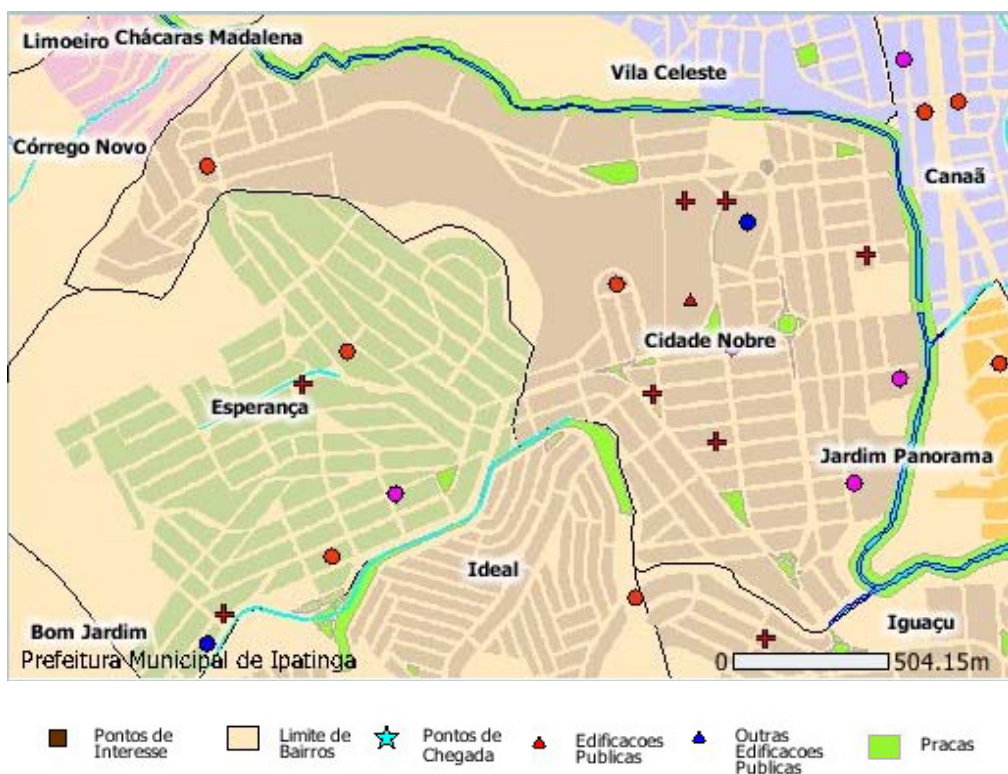 Limoeiro
Chácaras Madalena
Vila Celeste
Córrego Novo
Canaã
Cidade Nobre
Esperança
Jardim Panorama
Ideal
Bom Jardim
Iguaçu
Prefeitura Municipal de Ipatinga
0
504.15m
Pontos de
Interesse
Limite de
Bairros
Pontos de
Chegada
Edificacoes
Publicas
Outras
Edificacoes
Publicas
Pracas